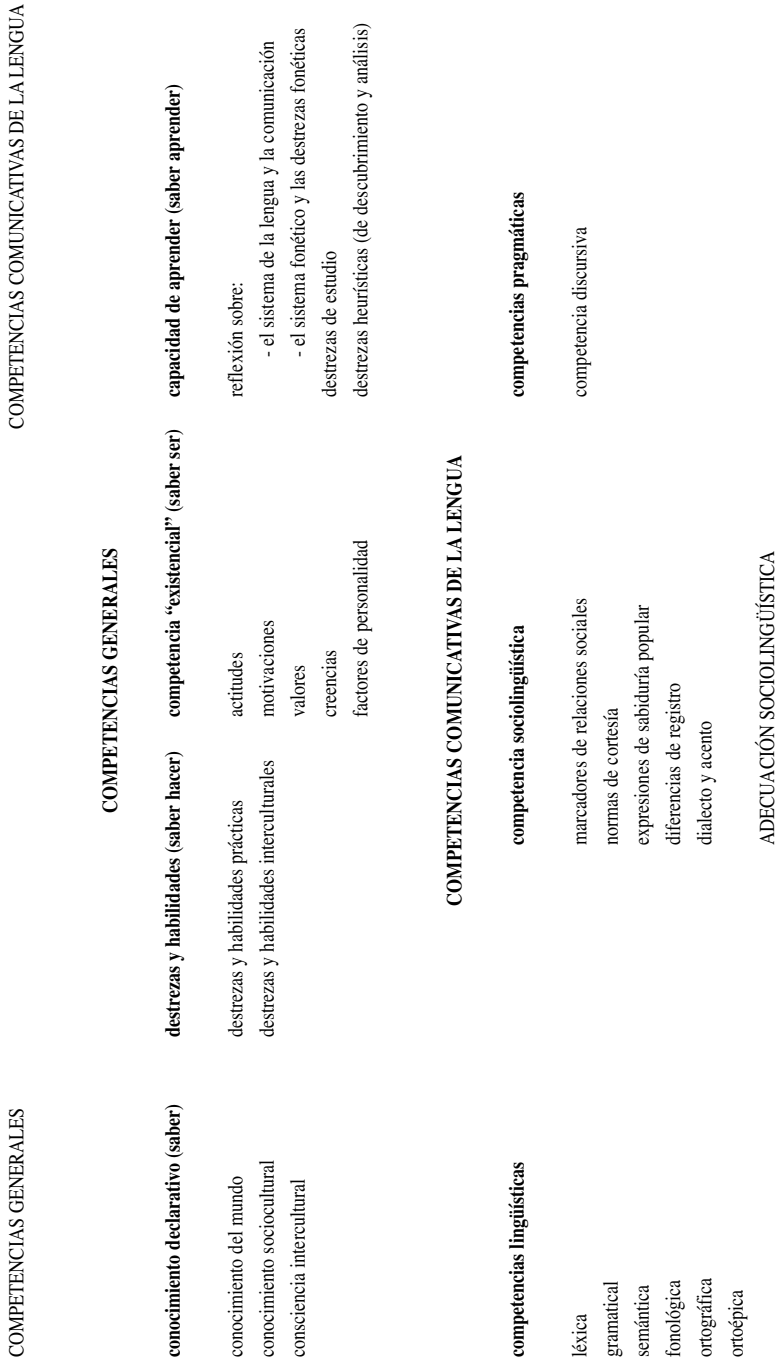 COMPETENCIAS GENERALES
COMPETENCIAS COMUNICATIVAS DE LA LENGUA
COMPETENCIAS GENERALES
conocimiento declarativo (saber)
conocimiento del mundo
conocimiento sociocultural
consciencia intercultural
destrezas y habilidades (saber hacer)
destrezas y habilidades prácticas
destrezas y habilidades interculturales
competencia “existencial” (saber ser)
actitudes
motivaciones
valores
creencias
factores de personalidad
capacidad de aprender (saber aprender)
reflexión sobre:
- el sistema de la lengua y la comunicación
- el sistema fonético y las destrezas fonéticas
destrezas de estudio
destrezas heurísticas (de descubrimiento y análisis)
COMPETENCIAS COMUNICATIVAS DE LA LENGUA
competencias lingüísticas
léxica
gramatical
semántica
fonológica
ortográfica
ortoépica
competencia sociolingüística
marcadores de relaciones sociales
normas de cortesía
expresiones de sabiduría popular
diferencias de registro
dialecto y acento
competencias pragmáticas
competencia discursiva
ADECUACIÓN SOCIOLINGÜÍSTICA